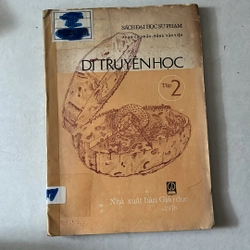 SÁCH ĐẠI HỌC SƯ PHẠM
DI TRUYỀN HỌC
TẬP 2
Nhà xuất bản Giáo dục